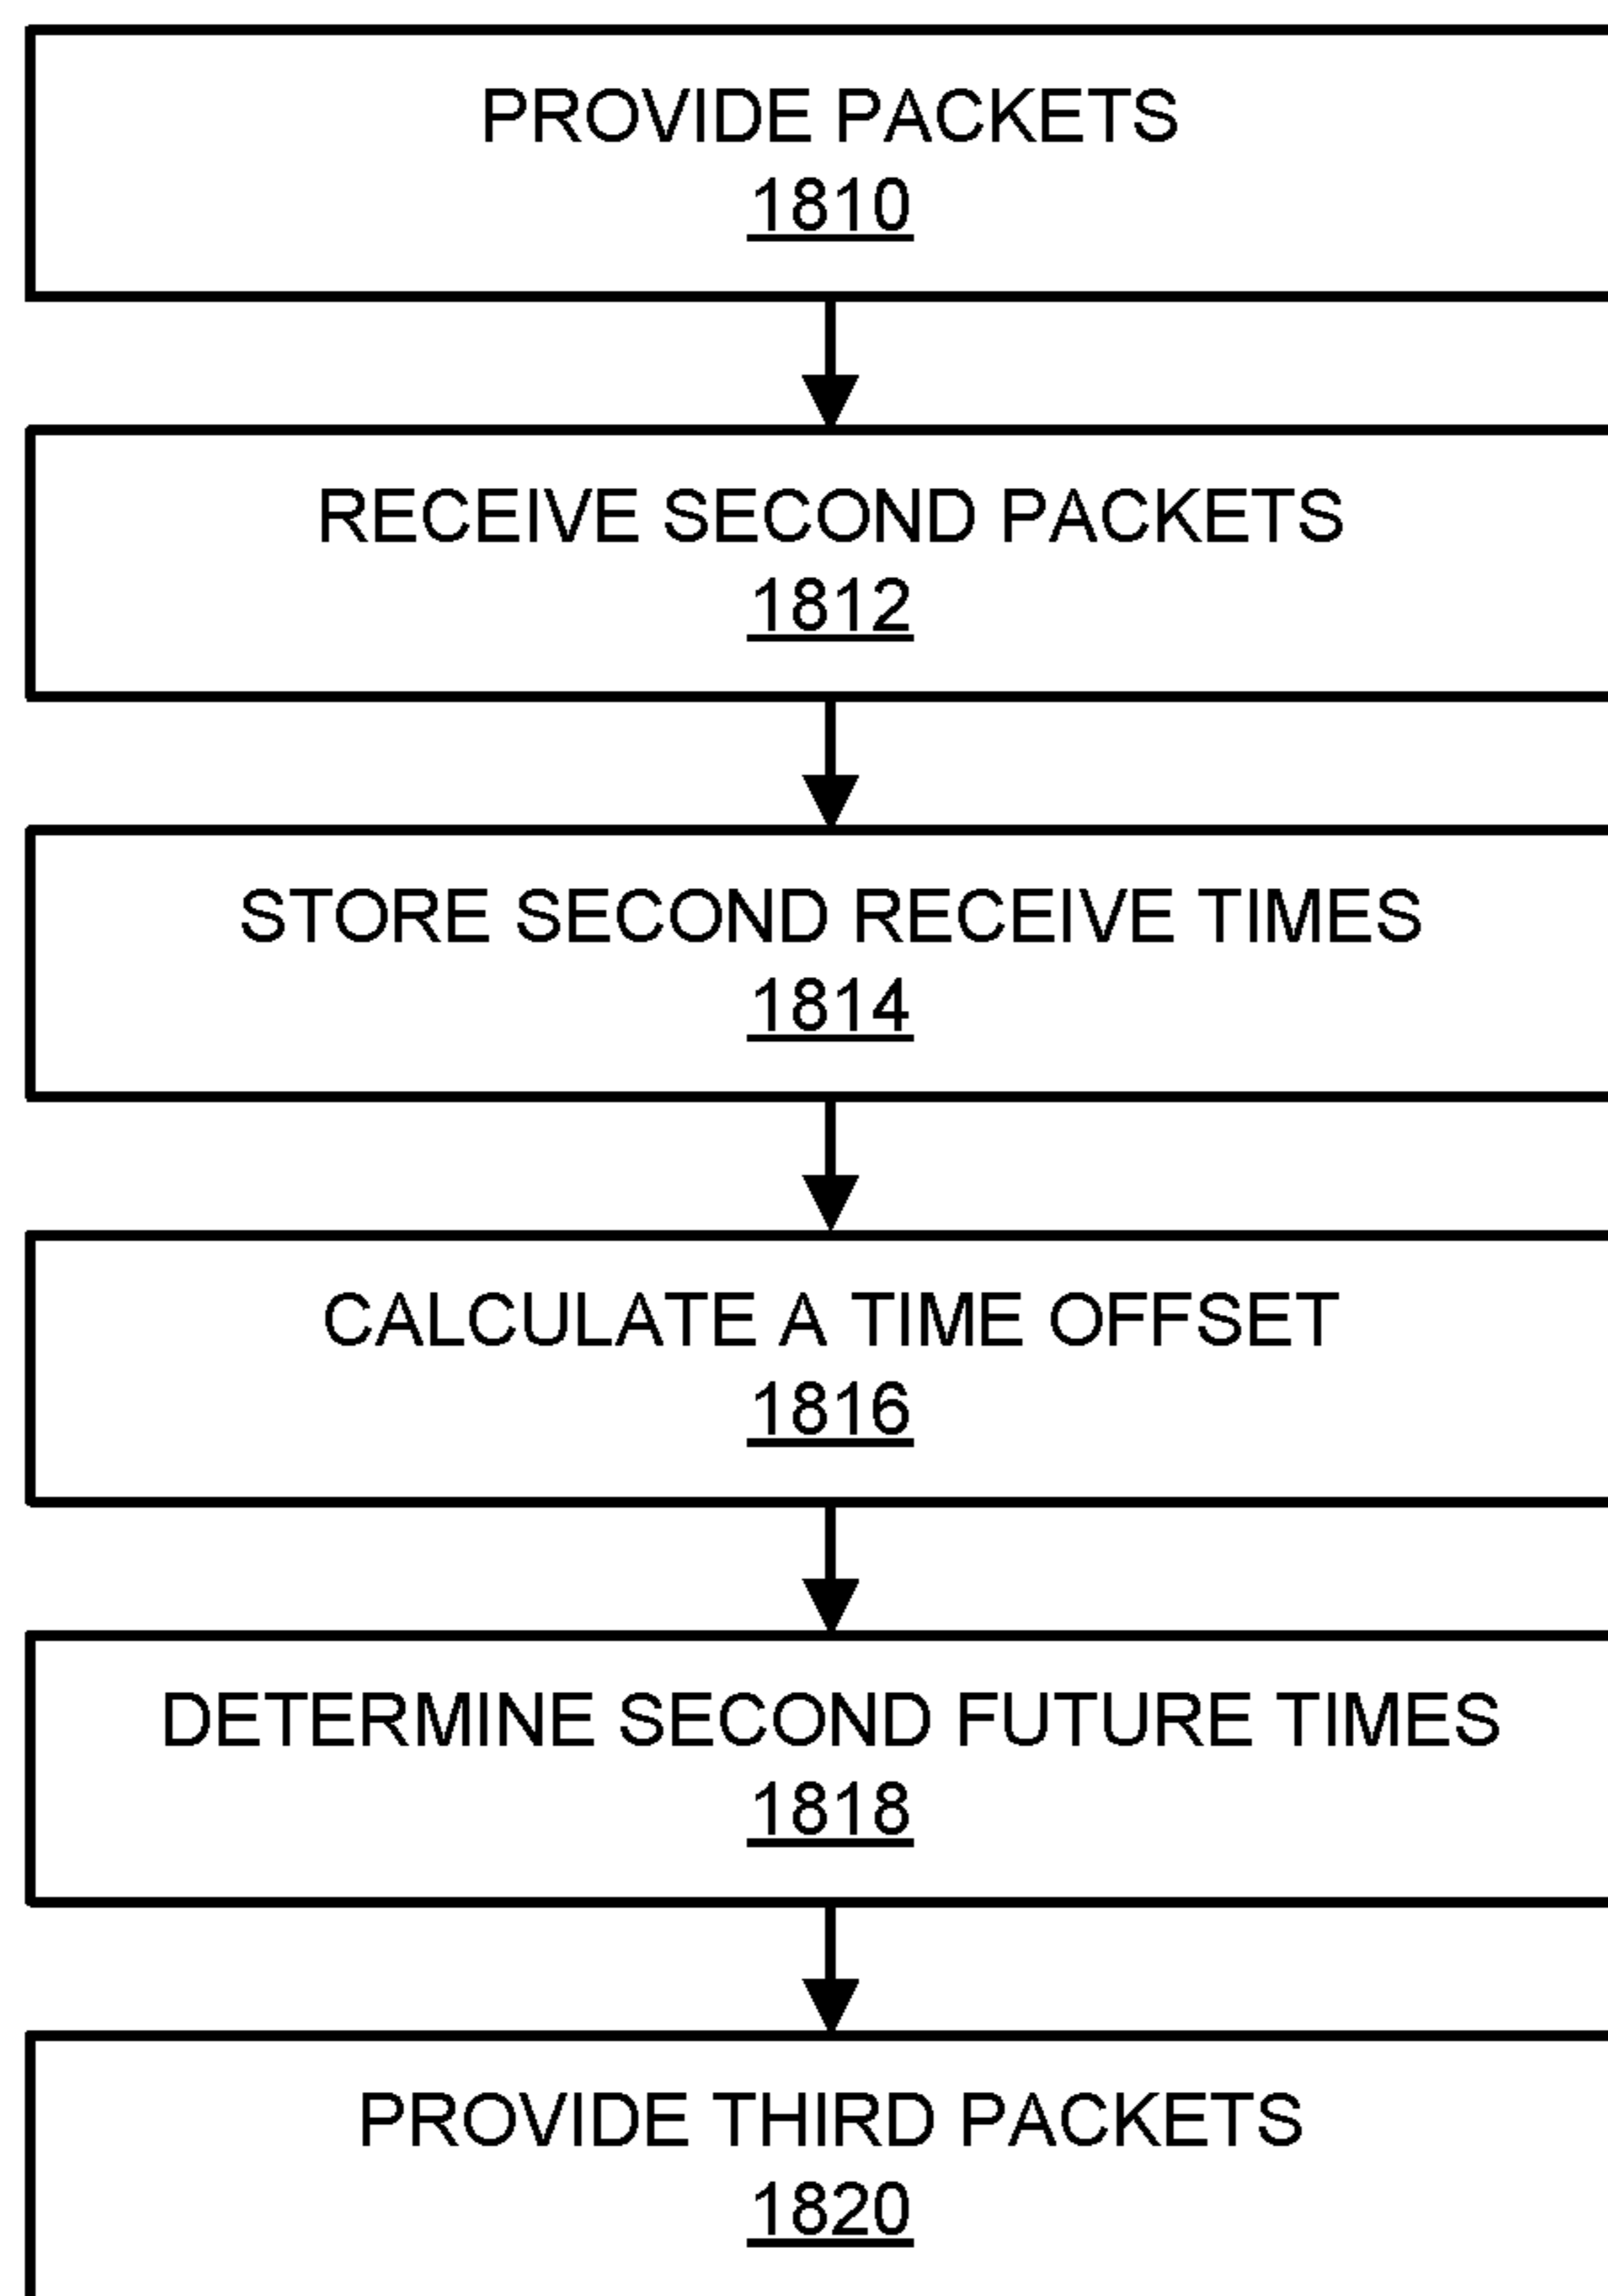 PROVIDE PACKETS
1810
RECEIVE SECOND PACKETS
1812
STORE SECOND RECEIVE TIMES
1814
CALCULATE A TIME OFFSET
1816
DETERMINE SECOND FUTURE TIMES
1818
PROVIDE THIRD PACKETS
1820